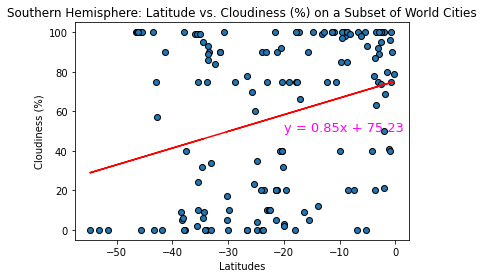 Southern Hemisphere: Latitude vs. Cloudiness (%) on a Subset of World Cities
100
80
60
40
20
0
Cloudiness (%)
y = 0.85x + 75.23
−50 −40 −30 −20 −10 0
Latitudes